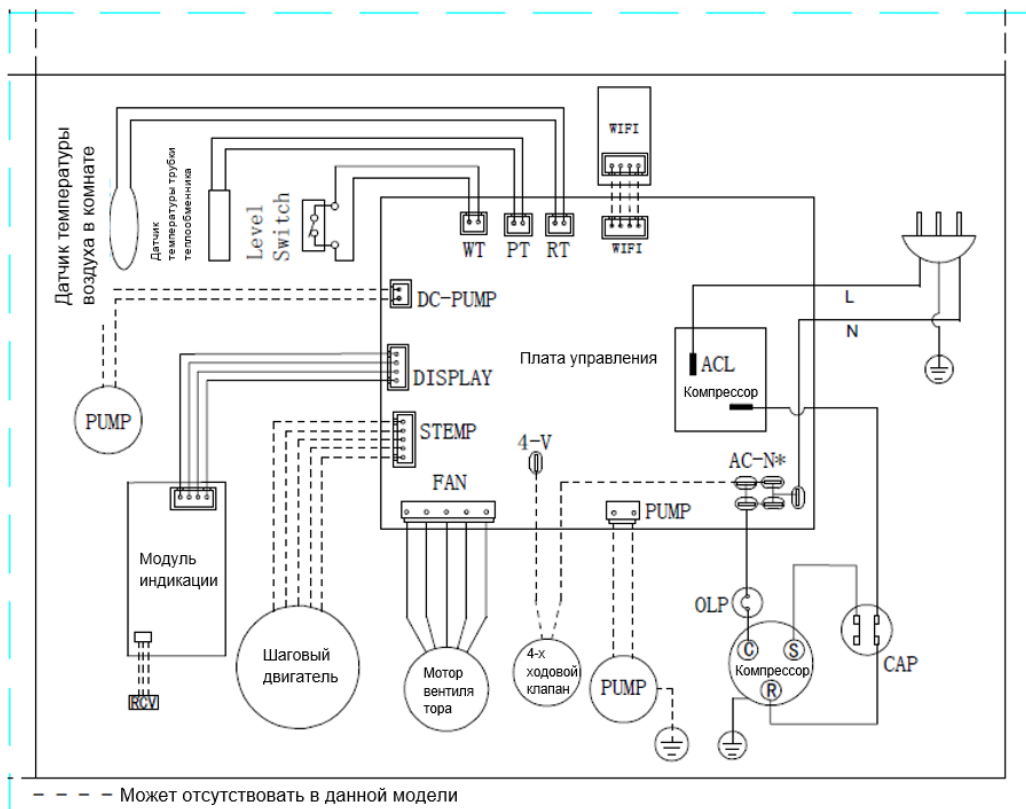 Датчик температуры
воздуха в комнате
Датчик
температуры трубки
теплообменника
Level
Switch
WIFI
WT
PT
RT
WIFI
DC-PUMP
L
N
Плата управления
ACL
Компрессор
DISPLAY
PUMP
STEMP
4-V
AC-N*
FAN
PUMP
Модуль
индикации
OLP
C
S
Компрессор
R
CAP
Шаговый
двигатель
Мотор
вентиля
тора
4-х
ходовой
клапан
PUMP
RCV
- - - - Может отсутствовать в данной модели